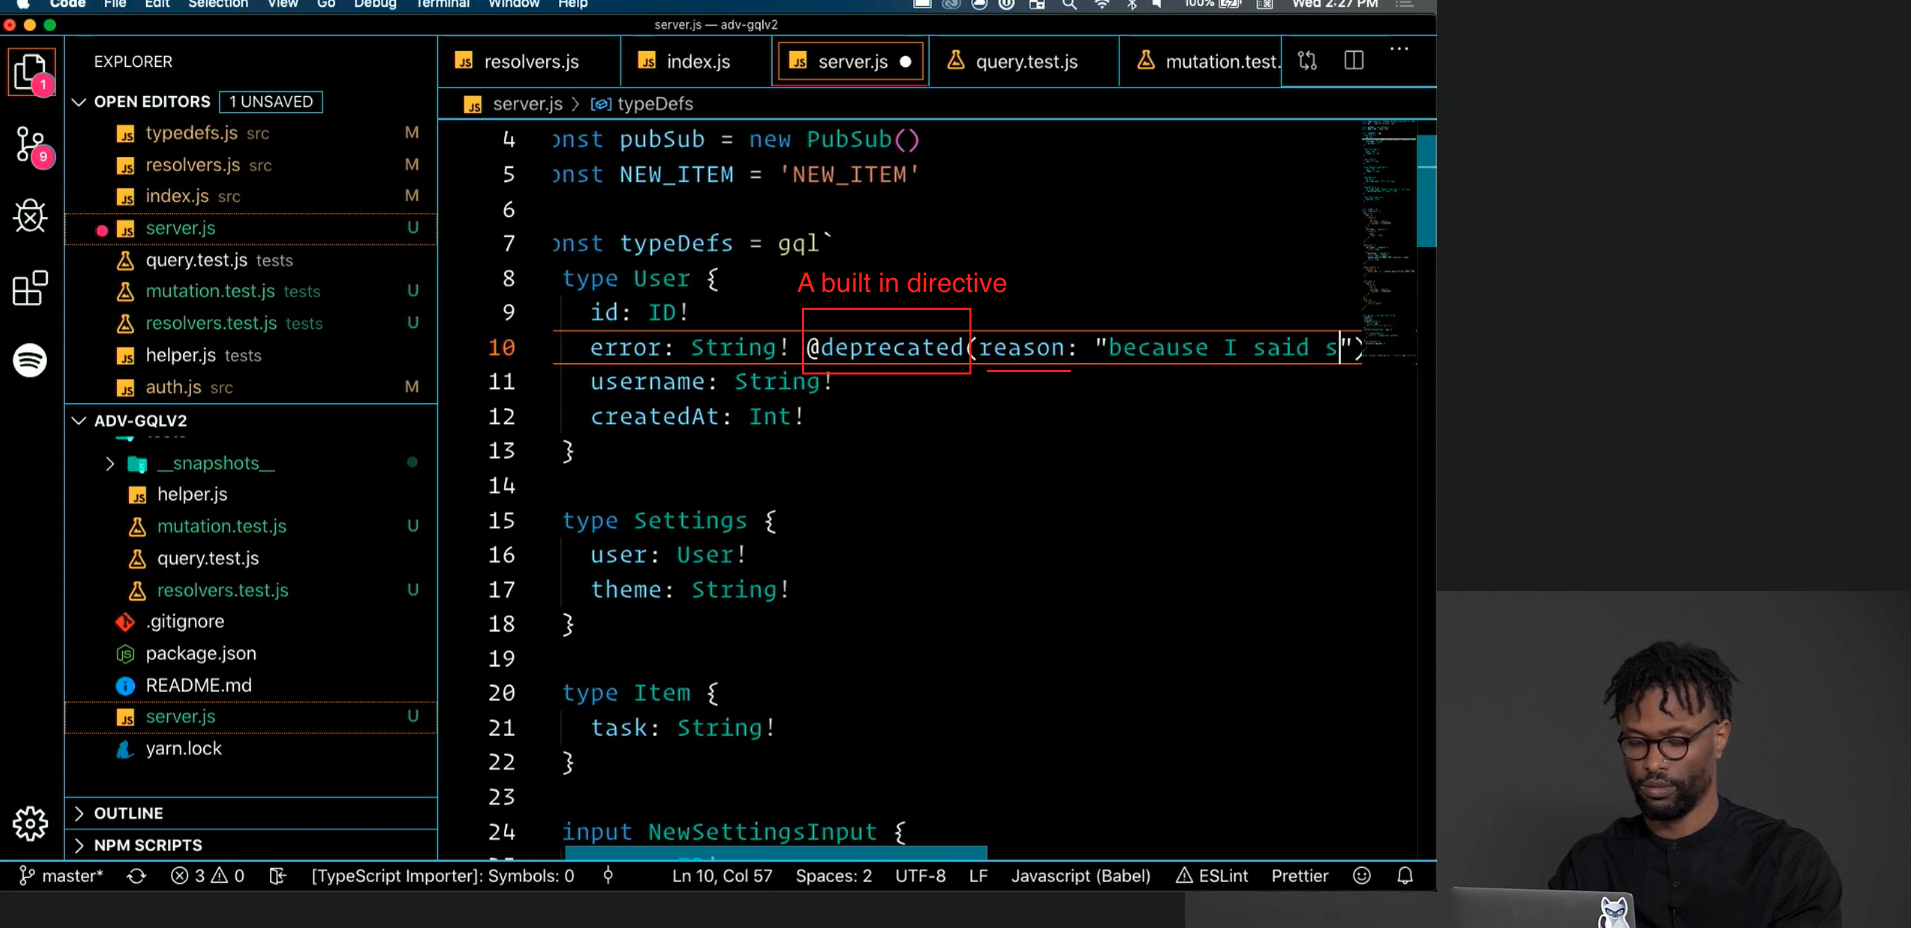 Code File Edit Selection View Go Debug Terminal Window Help
100% Wed 2:27 PM
server.js — adv-gqlv2
EXPLORER
resolvers.js
index.js
server.js
query.test.js
mutation.test.
OPEN EDITORS 1 UNSAVED
server.js > typeDefs
typedefs.js src M
resolvers.js src M
index.js src M
server.js U
query.test.js tests
mutation.test.js tests U
resolvers.test.js tests U
helper.js tests
auth.js src M
ADV-GQLV2
__snapshots__
helper.js
mutation.test.js U
query.test.js
resolvers.test.js U
.gitignore
package.json
README.md
server.js U
yarn.lock
OUTLINE
NPM SCRIPTS
1
9
4 onst pubSub = new PubSub()
5 onst NEW_ITEM = 'NEW_ITEM'
6
7 onst typeDefs = gql`
8 type User {
A built in directive
9 id: ID!
10 error: String! @deprecated(reason: "because I said s")
11 username: String!
12 createdAt: Int!
13 }
14
15 type Settings {
16 user: User!
17 theme: String!
18 }
19
20 type Item {
21 task: String!
22 }
23
24 input NewSettingsInput {
master* 3 0 [TypeScript Importer]: Symbols: 0 Ln 10, Col 57 Spaces: 2 UTF-8 LF Javascript (Babel) ESLint Prettier